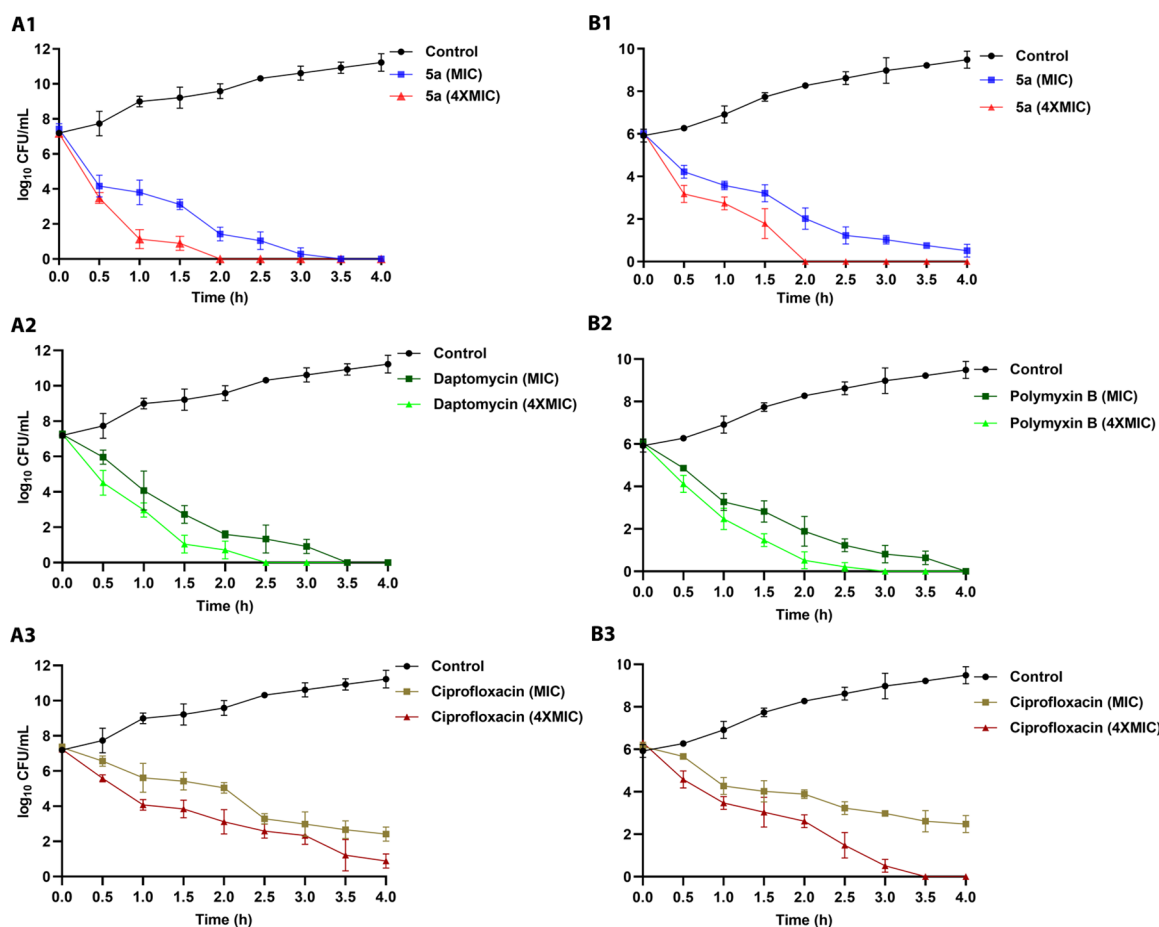 A1
12
10
8
6
4
2
0
log10 CFU/mL
0.0 0.5 1.0 1.5 2.0 2.5 3.0 3.5 4.0
Time (h)
Control
5a (MIC)
5a (4XMIC)
B1
10
8
6
4
2
0
0.0 0.5 1.0 1.5 2.0 2.5 3.0 3.5 4.0
Time (h)
Control
5a (MIC)
5a (4XMIC)
A2
12
10
8
6
4
2
0
log10 CFU/mL
0.0 0.5 1.0 1.5 2.0 2.5 3.0 3.5 4.0
Time (h)
Control
Daptomycin (MIC)
Daptomycin (4XMIC)
B2
10
8
6
4
2
0
0.0 0.5 1.0 1.5 2.0 2.5 3.0 3.5 4.0
Time (h)
Control
Polymyxin B (MIC)
Polymyxin B (4XMIC)
A3
12
10
8
6
4
2
0
log10 CFU/mL
0.0 0.5 1.0 1.5 2.0 2.5 3.0 3.5 4.0
Time (h)
Control
Ciprofloxacin (MIC)
Ciprofloxacin (4XMIC)
B3
10
8
6
4
2
0
0.0 0.5 1.0 1.5 2.0 2.5 3.0 3.5 4.0
Time (h)
Control
Ciprofloxacin (MIC)
Ciprofloxacin (4XMIC)